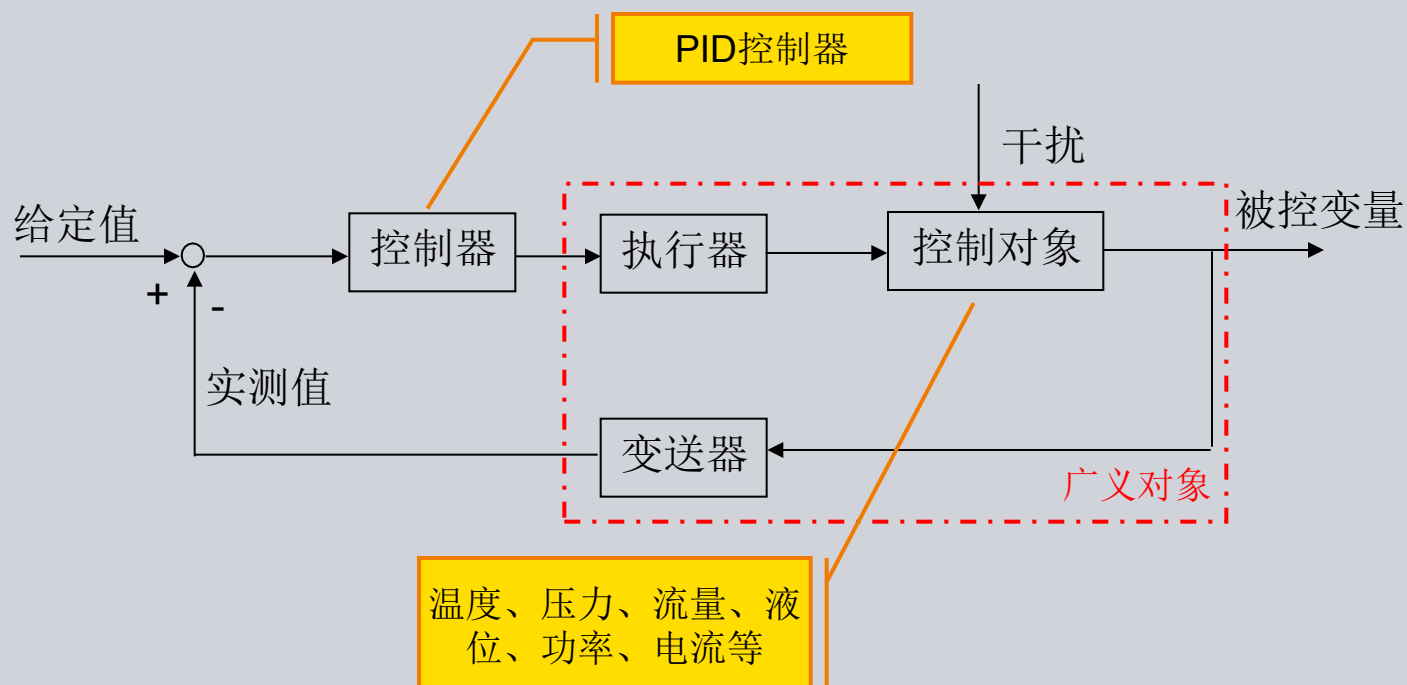 PID控制器
干扰
给定值
控制器
执行器
控制对象
被控变量
+
-
实测值
变送器
广义对象
温度、压力、流量、液
位、功率、电流等